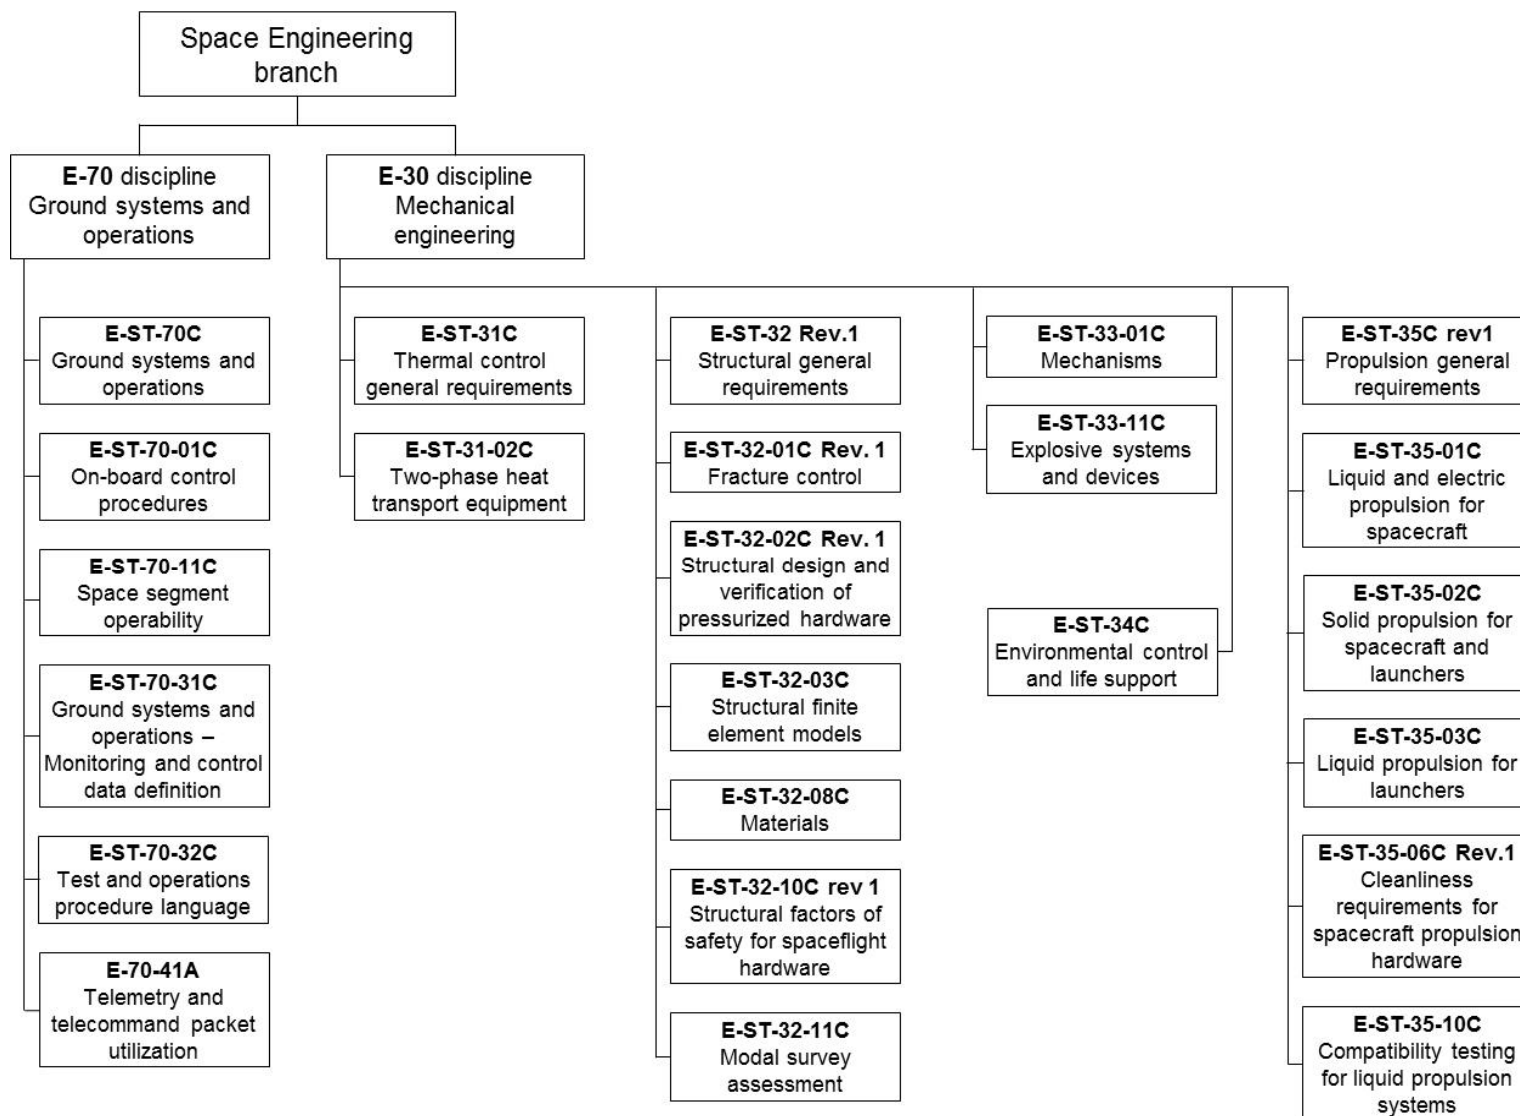 Space Engineering
branch
E-70 discipline
Ground systems and
operations
E-30 discipline
Mechanical
engineering
E-ST-70C
Ground systems and
operations
E-ST-70-01C
On-board control
procedures
E-ST-70-11C
Space segment
operability
E-ST-70-31C
Ground systems and
operations –
Monitoring and control
data definition
E-ST-70-32C
Test and operations
procedure language
E-70-41A
Telemetry and
telecommand packet
utilization
E-ST-31C
Thermal control
general requirements
E-ST-31-02C
Two-phase heat
transport equipment
E-ST-32 Rev.1
Structural general
requirements
E-ST-32-01C Rev. 1
Fracture control
E-ST-32-02C Rev. 1
Structural design and
verification of
pressurized hardware
E-ST-32-03C
Structural finite
element models
E-ST-32-08C
Materials
E-ST-32-10C rev 1
Structural factors of
safety for spaceflight
hardware
E-ST-32-11C
Modal survey
assessment
E-ST-33-01C
Mechanisms
E-ST-33-11C
Explosive systems
and devices
E-ST-34C
Environmental control
and life support
E-ST-35C rev1
Propulsion general
requirements
E-ST-35-01C
Liquid and electric
propulsion for
spacecraft
E-ST-35-02C
Solid propulsion for
spacecraft and
launchers
E-ST-35-03C
Liquid propulsion for
launchers
E-ST-35-06C Rev.1
Cleanliness
requirements for
spacecraft propulsion
hardware
E-ST-35-10C
Compatibility testing
for liquid propulsion
systems